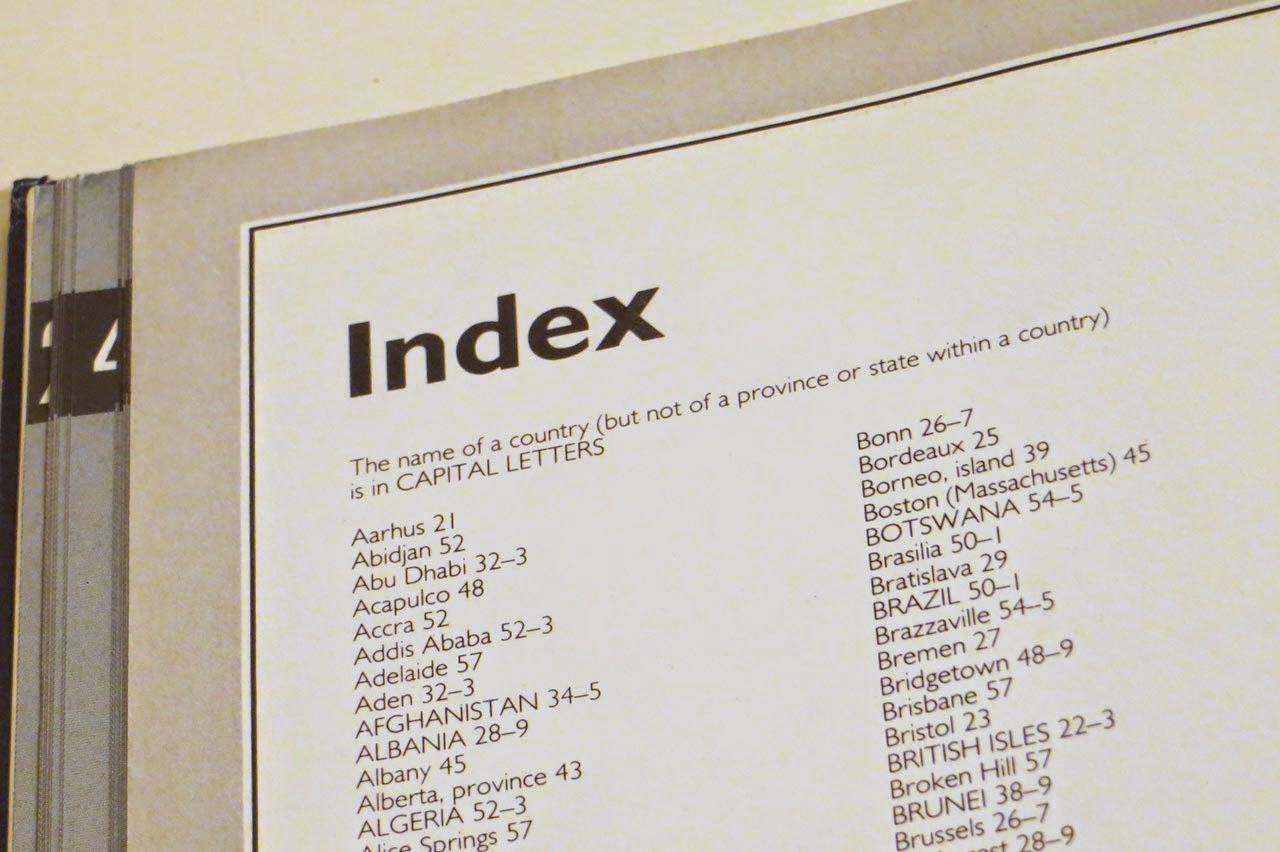 Index
The name of a country (but not of a province or state within a country)
is in CAPITAL LETTERS
Aarhus 21
Abidjan 52
Abu Dhabi 32–3
Acapulco 48
Accra 52
Addis Ababa 52–3
Adelaide 57
Aden 32–3
AFGHANISTAN 34–5
ALBANIA 28–9
Albany 45
Alberta, province 43
ALGERIA 52–3
Alice Springs 57
Bonn 26–7
Bordeaux 25
Borneo, island 39
Boston (Massachusetts) 45
BOTSWANA 54–5
Brasilia 50–1
Bratislava 29
BRAZIL 50–1
Brazzaville 54–5
Bremen 27
Bridgetown 48–9
Brisbane 57
Bristol 23
BRITISH ISLES 22–3
Broken Hill 57
BRUNEI 38–9
Brussels 26–7
28–9